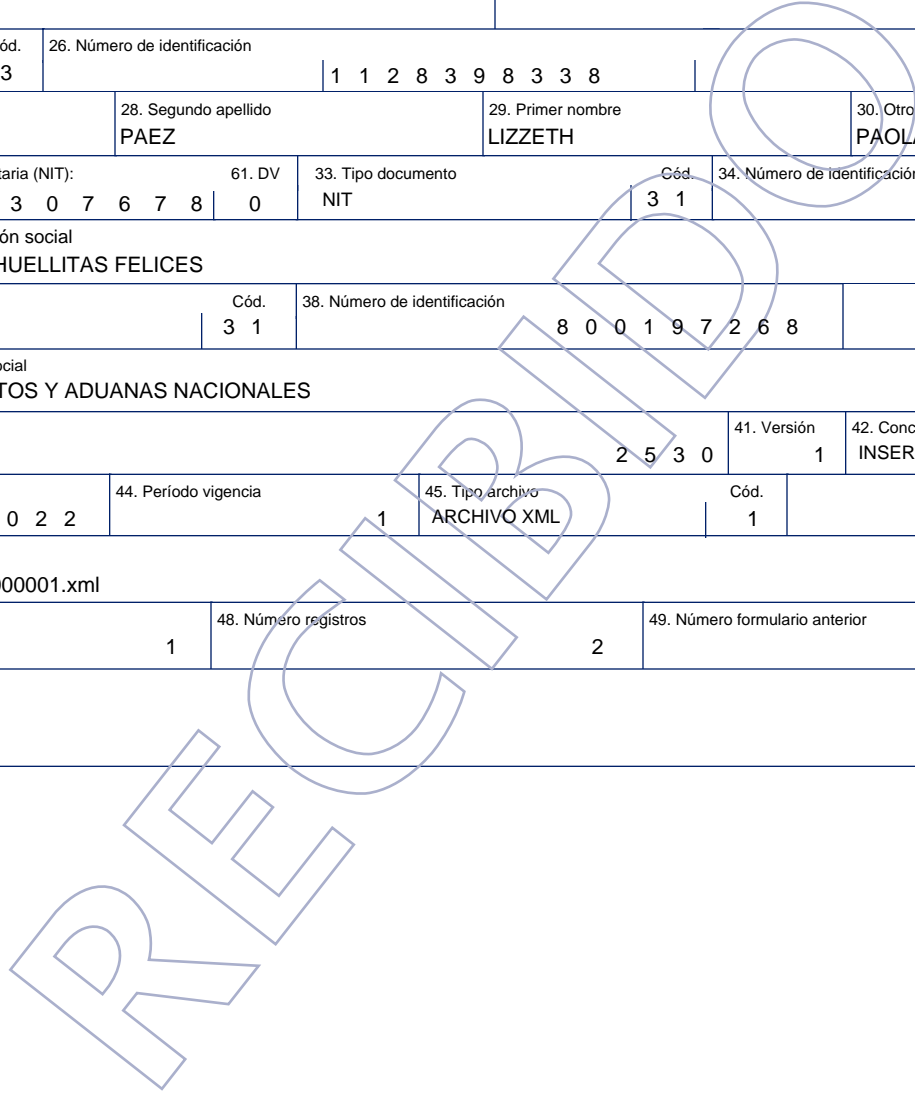 ód. 26. Número de identificación
3 1 1 2 8 3 9 8 3 3 8
28. Segundo apellido 29. Primer nombre 30. Otro
PAEZ LIZZETH PAOLA
taria (NIT): 61. DV 33. Tipo documento Cód. 34. Número de identificación
3 0 7 6 7 8 0 NIT 3 1
ón social
HUELLITAS FELICES
Cód. 38. Número de identificación
3 1 8 0 0 1 9 7 2 6 8
ocial
TOS Y ADUANAS NACIONALES
41. Versión 42. Conc
2 5 3 0 1 INSER
44. Período vigencia 45. Tipo archivo Cód.
0 2 2 1 ARCHIVO XML 1
000001.xml
48. Número registros 49. Número formulario anterior
1 2
RECIBIDO